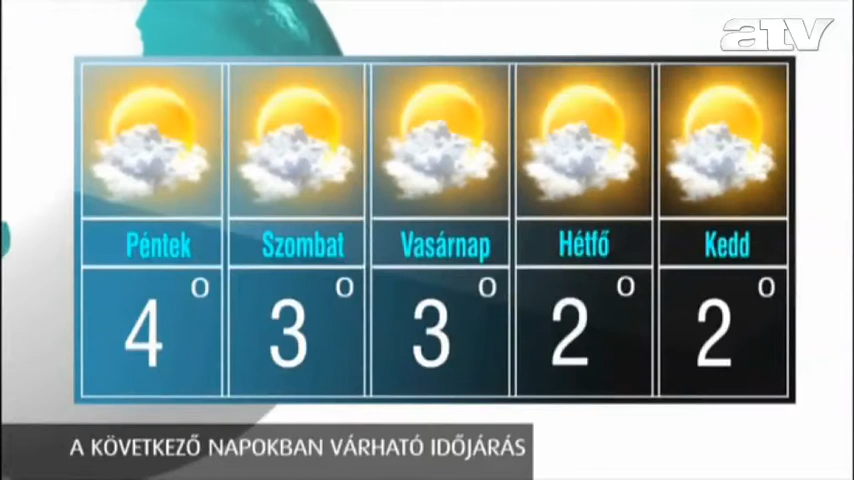 aTV
Péntek Szombat Vasárnap Hétfő Kedd
4° 3° 3° 2° 2°
A KÖVETKEZŐ NAPOKBAN VÁRHATÓ IDŐJÁRÁS